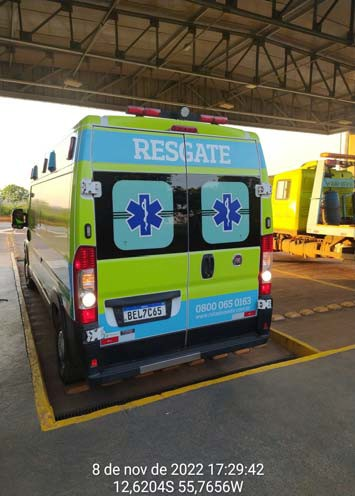 RESGATE
BEL7C65
0800 065 0163
8 de nov de 2022 17:29:42
12,6204S 55,7656W